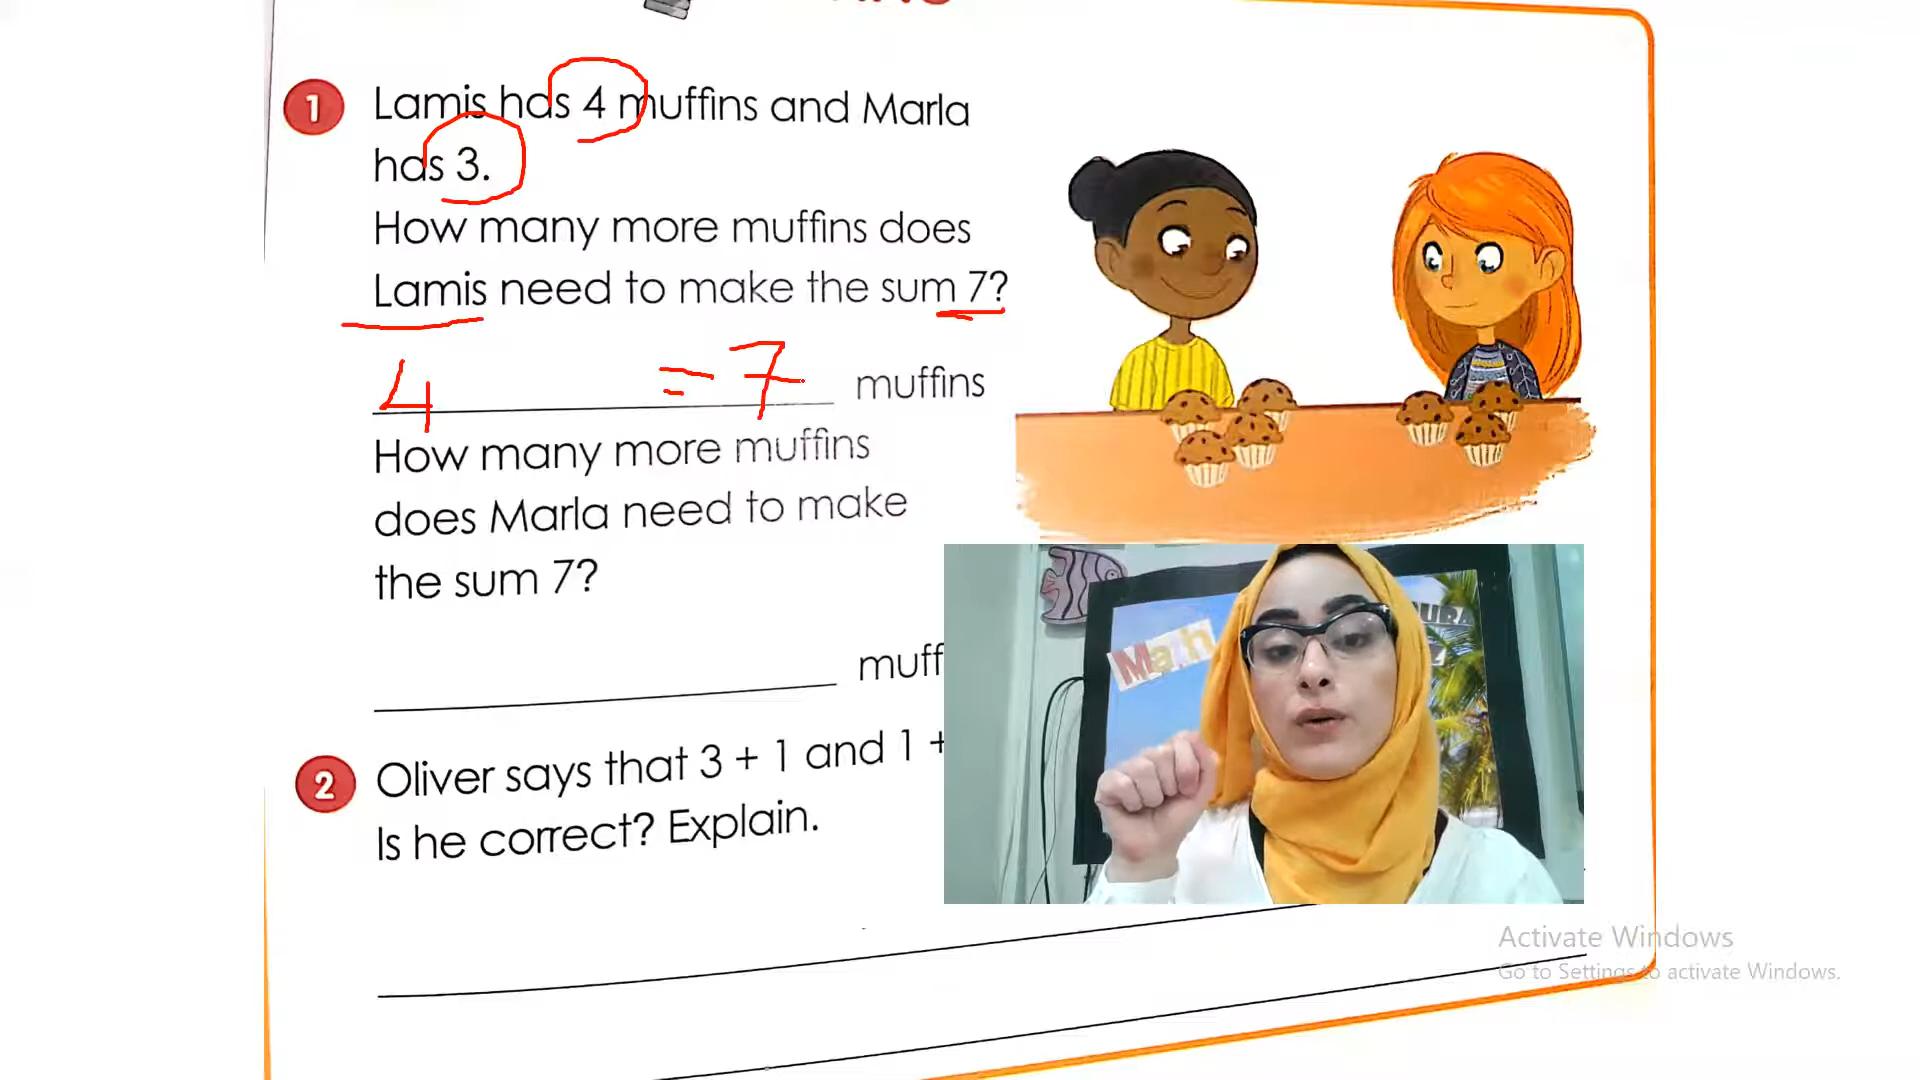 1
Lamis has 4 muffins and Marla
has 3.
How many more muffins does
Lamis need to make the sum 7?
4 = 7 muffins
How many more muffins
does Marla need to make
the sum 7?
muff
2
Oliver says that 3 + 1 and 1 +
Is he correct? Explain.
Math
URA
Activate Windows
Go to Settings to activate Windows.